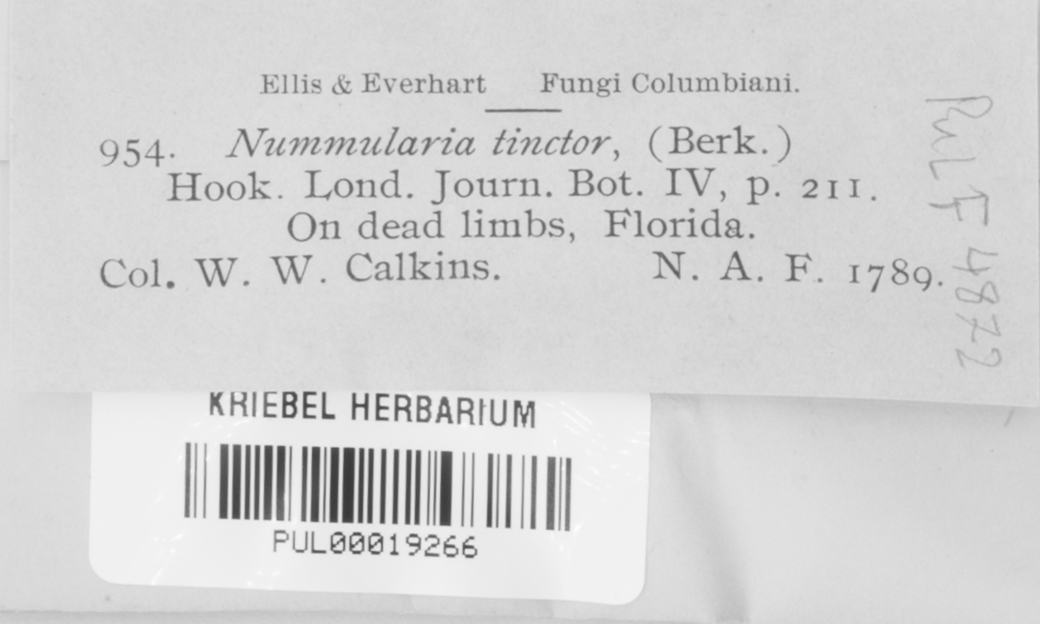 Ellis & Everhart Fungi Columbiani.
954. Nummularia tinctor, (Berk.)
Hook. Lond. Journ. Bot. IV, p. 211.
On dead limbs, Florida.
Col. W. W. Calkins. N. A. F. 1789.
PUL F 4872
KRIEBEL HERBARIUM
PUL00019266